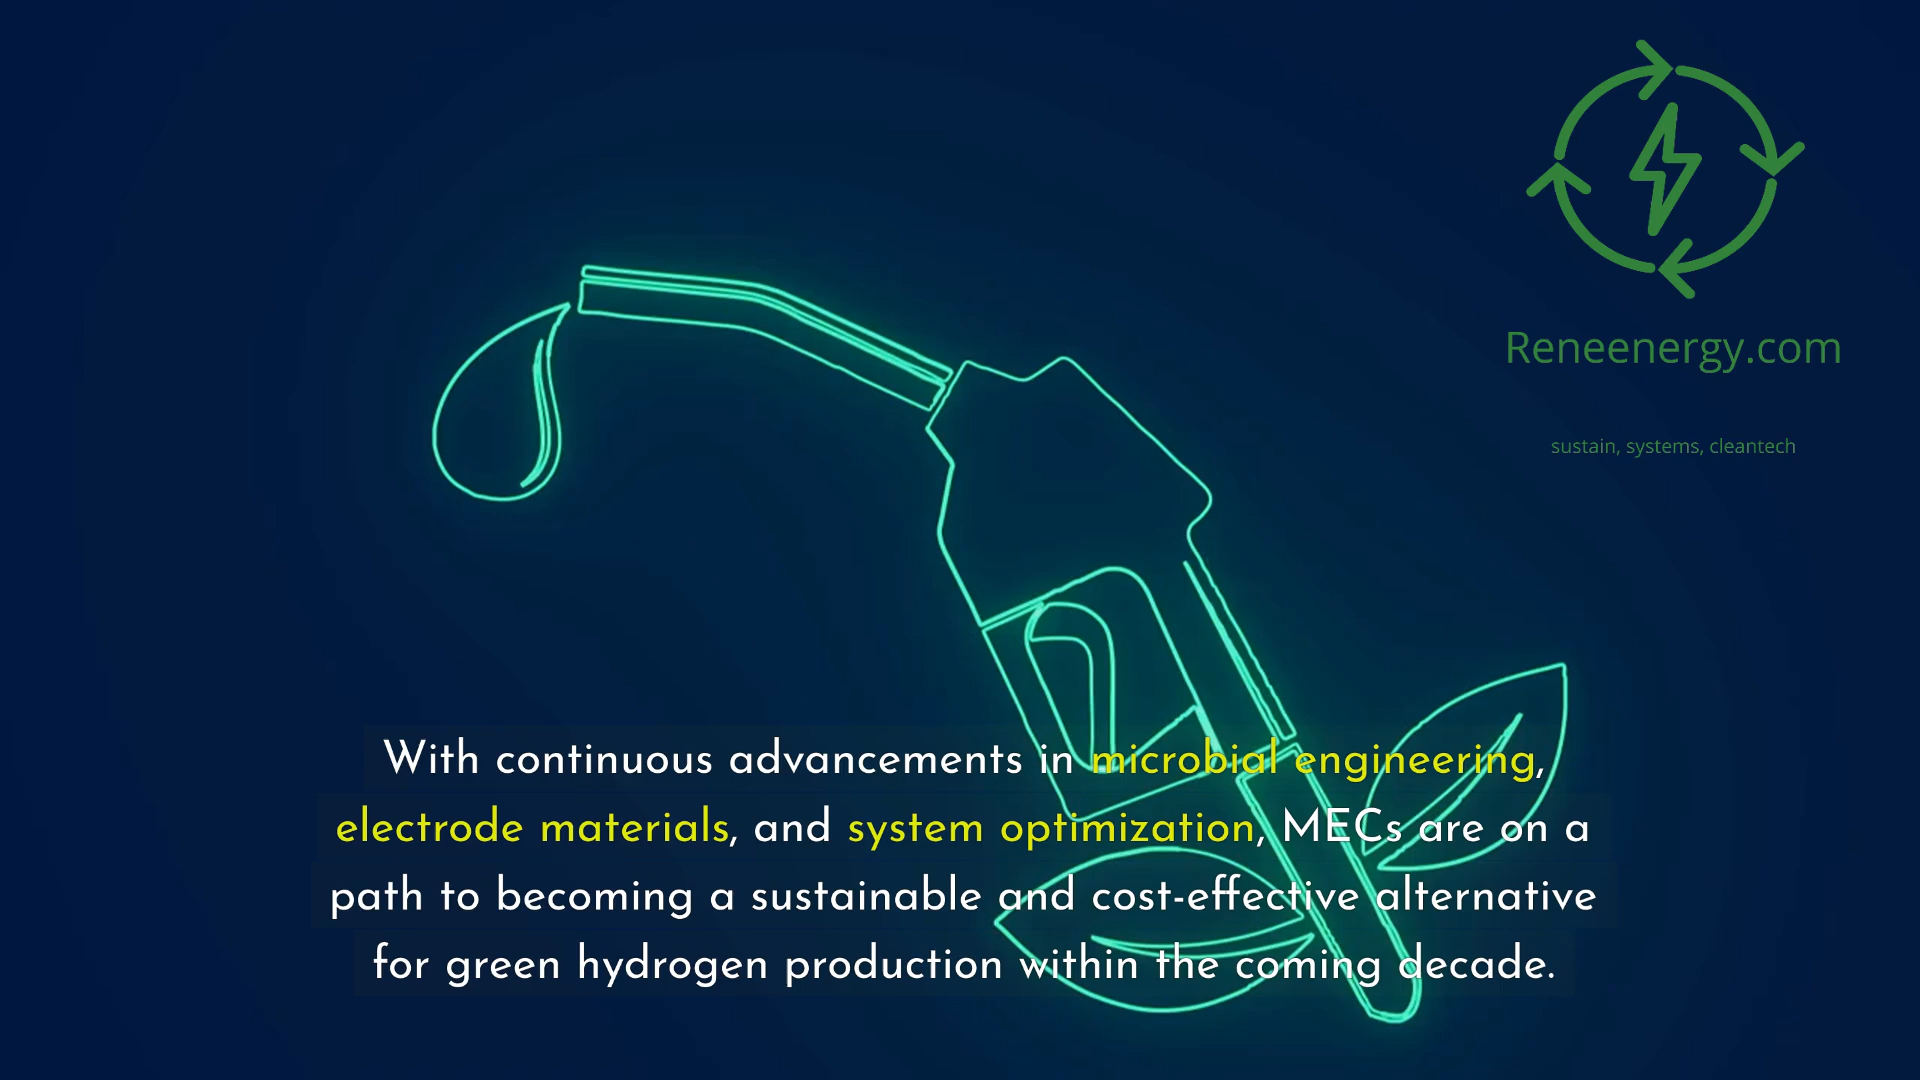 Reneenergy.com
sustain, systems, cleantech
With continuous advancements in microbial engineering,
electrode materials, and system optimization, MECs are on a
path to becoming a sustainable and cost-effective alternative
for green hydrogen production within the coming decade.